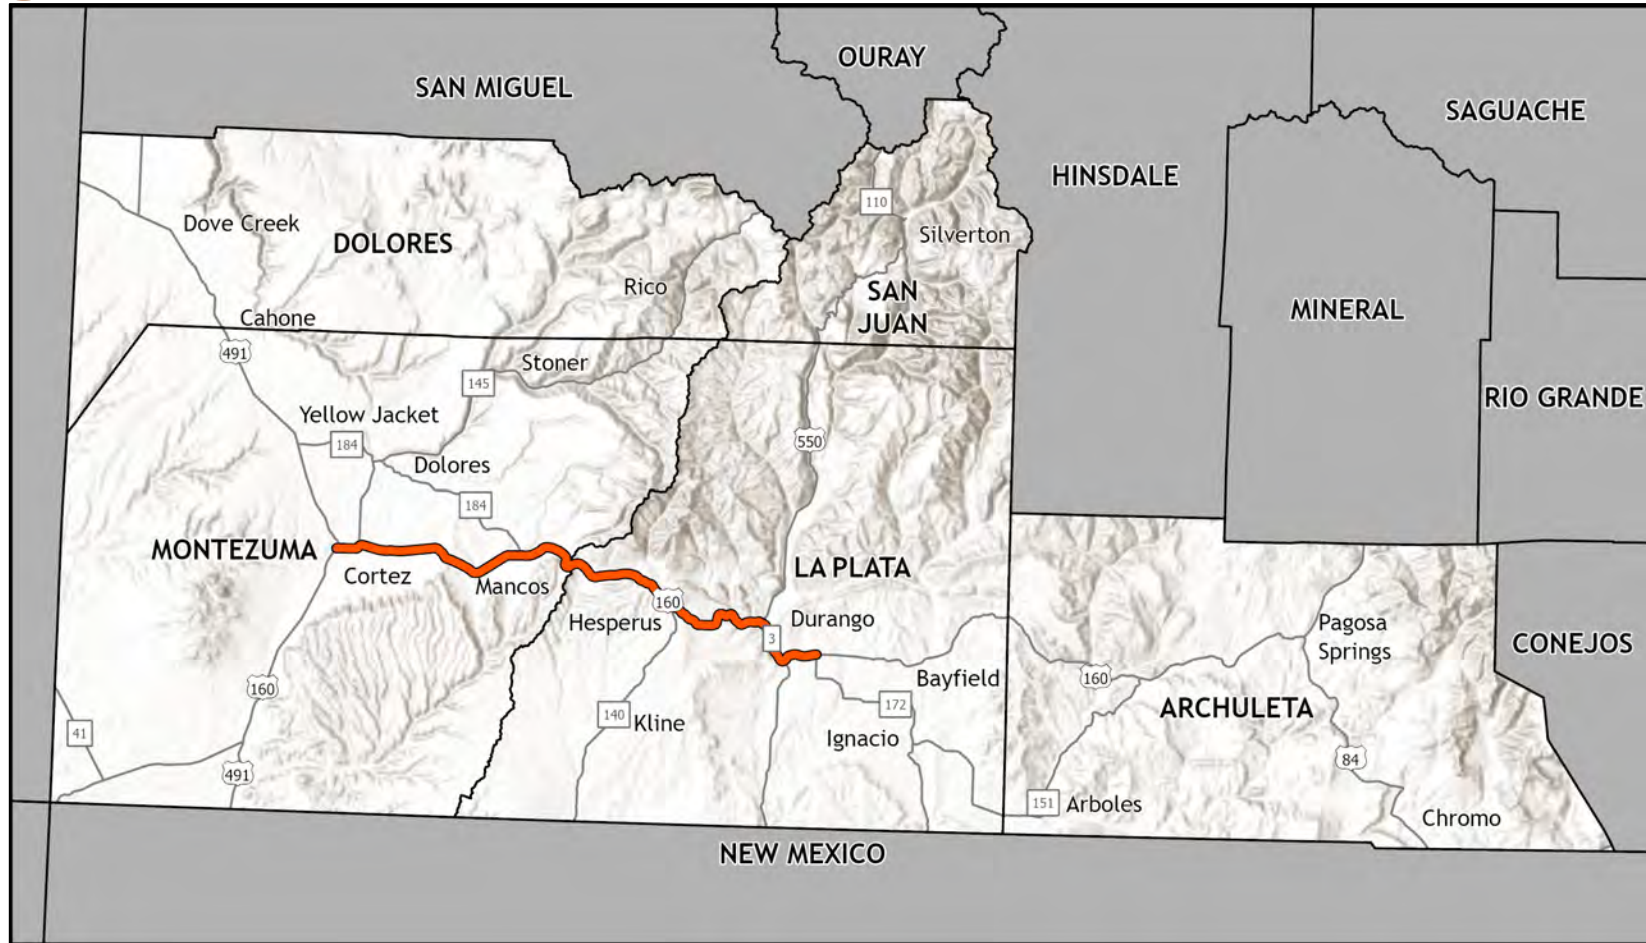 OURAY
SAN MIGUEL
SAGUACHE
HINSDALE
110
Dove Creek
Silverton
DOLORES
Rico
SAN
JUAN
MINERAL
Cahone
491
Stoner
145
RIO GRANDE
Yellow Jacket
184
550
Dolores
184
MONTEZUMA
LA PLATA
Cortez
Mancos
160
Hesperus
Durango
3
Pagosa
Springs
CONEJOS
Bayfield
160
160
172
ARCHULETA
140
Kline
41
Ignacio
84
491
151
Arboles
Chromo
NEW MEXICO